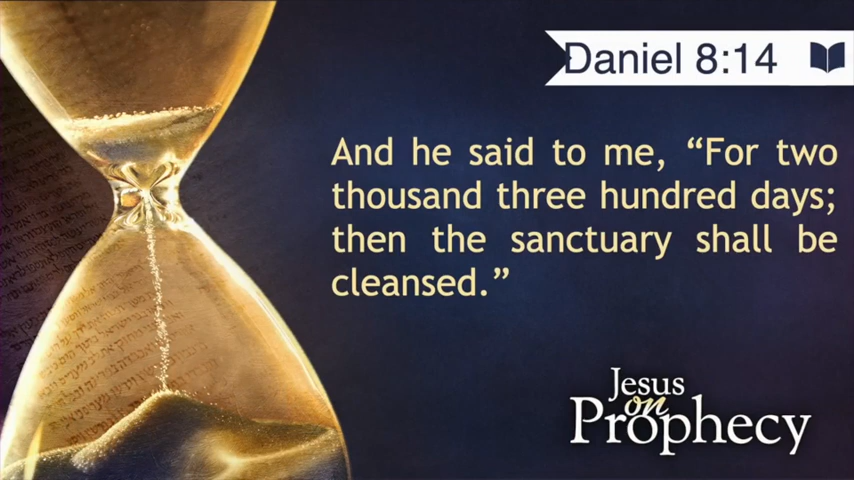 Daniel 8:14
And he said to me, “For two
thousand three hundred days;
then the sanctuary shall be
cleansed.”
Jesus
on
Prophecy